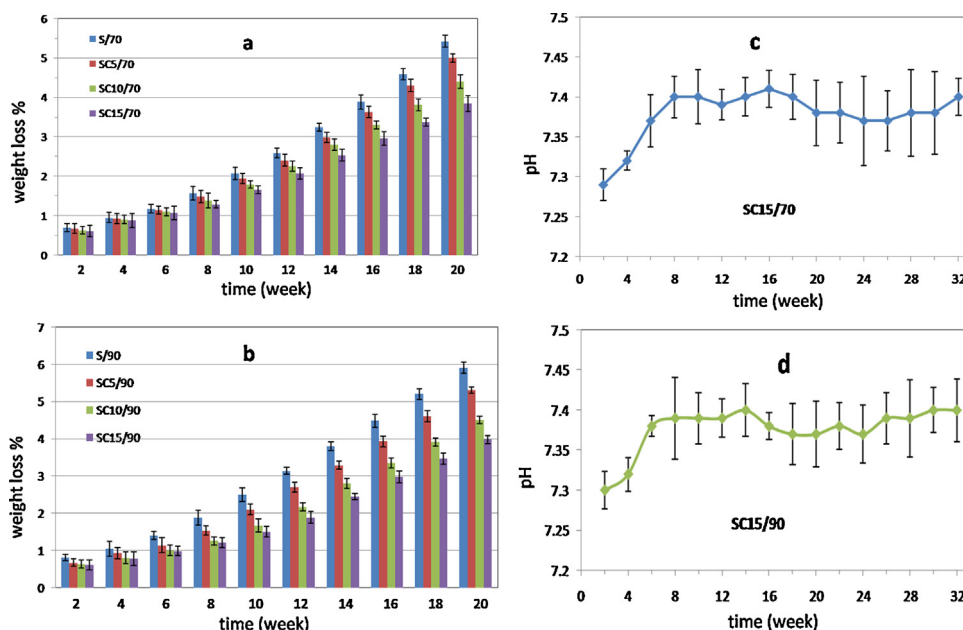 a
6
5
4
3
2
1
0
weight loss %
S/70
SC5/70
SC10/70
SC15/70
2 4 6 8 10 12 14 16 18 20
time (week)
c
7.5
7.45
7.4
7.35
7.3
7.25
7.2
pH
SC15/70
0 4 8 12 16 20 24 28 32
time (week)
b
7
6
5
4
3
2
1
0
weight loss %
S/90
SC5/90
SC10/90
SC15/90
2 4 6 8 10 12 14 16 18 20
time (week)
d
7.5
7.45
7.4
7.35
7.3
7.25
7.2
pH
SC15/90
0 4 8 12 16 20 24 28 32
time (week)